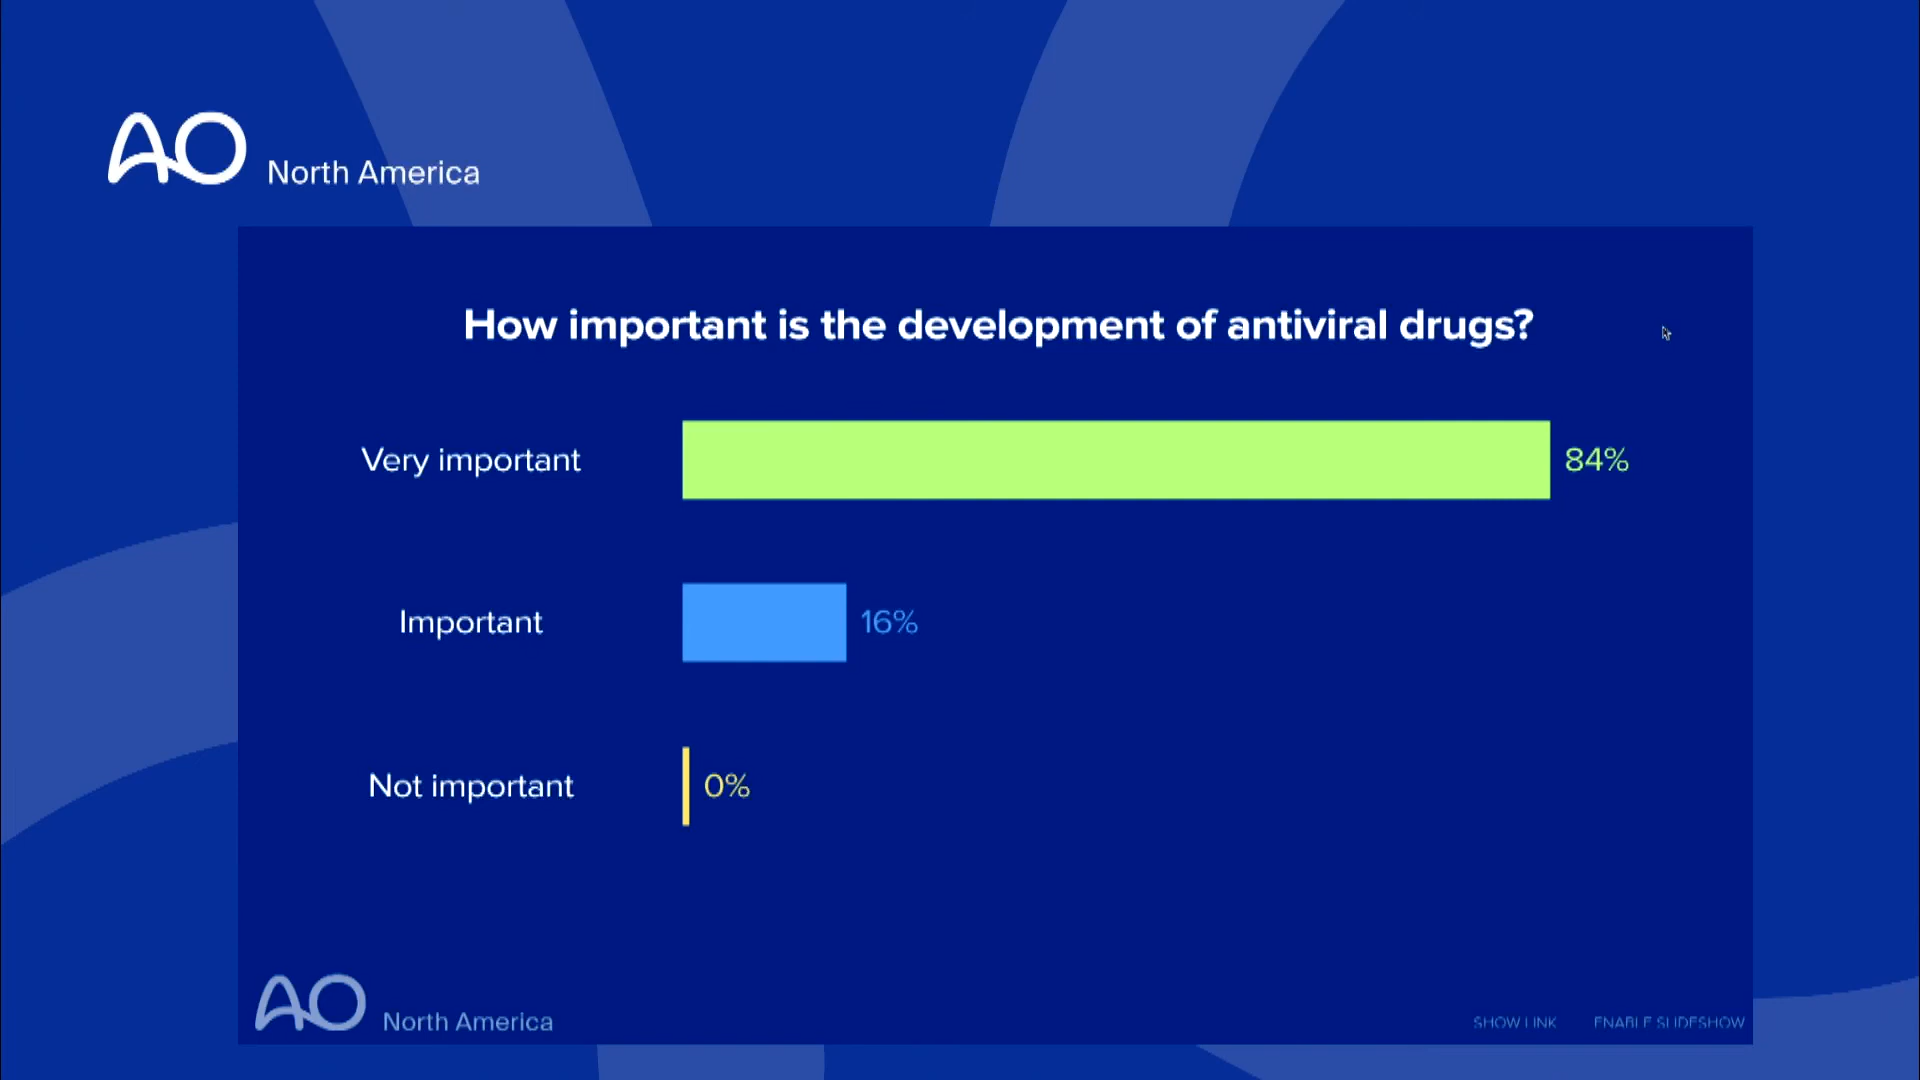 AO North America
How important is the development of antiviral drugs?
Very important 84%
Important 16%
Not important 0%
AO North America
SHOW LINK ENABLE SLIDESHOW